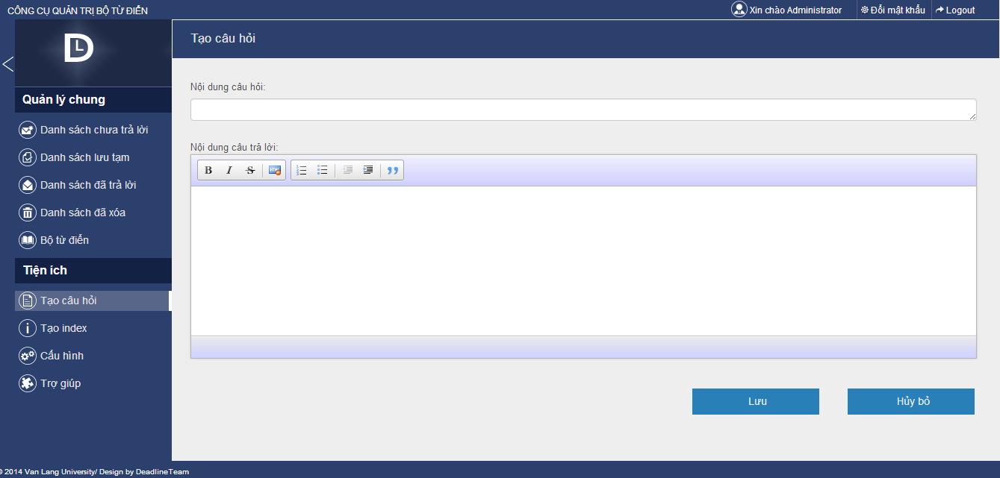 CÔNG CỤ QUẢN TRỊ BỘ TỪ ĐIỂN
Xin chào Administrator
Đổi mật khẩu
Logout
Tạo câu hỏi
Quản lý chung
Danh sách chưa trả lời
Danh sách lưu tạm
Danh sách đã trả lời
Danh sách đã xóa
Bộ từ điển
Tiện ích
Tạo câu hỏi
Tạo index
Cấu hình
Trợ giúp
Nội dung câu hỏi:
Nội dung câu trả lời:
B I S HTML
Lưu
Hủy bỏ
© 2014 Van Lang University/ Design by DeadlineTeam